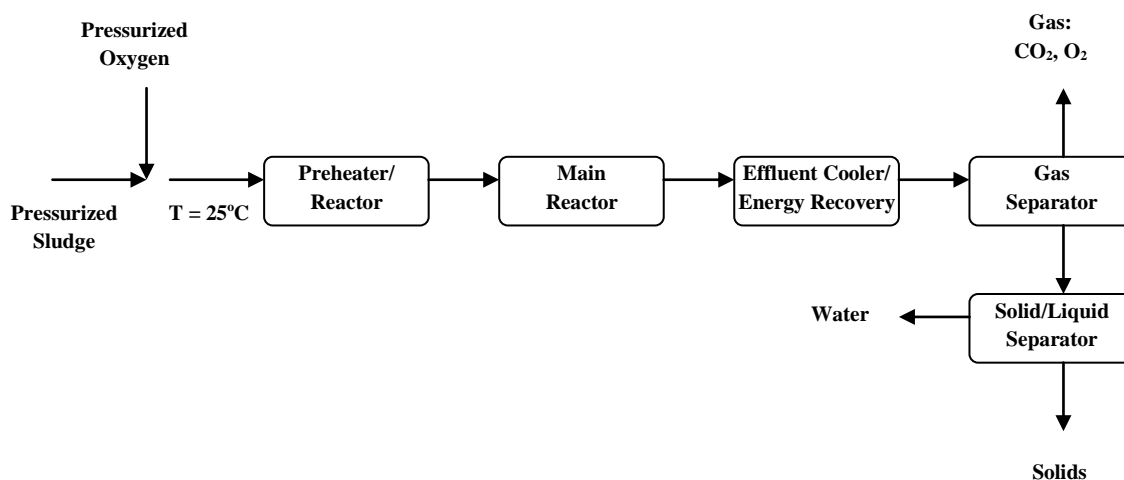 Pressurized
Oxygen
Gas:
CO₂, O₂
Pressurized
Sludge
T = 25ºC
Preheater/
Reactor
Main
Reactor
Effluent Cooler/
Energy Recovery
Gas
Separator
Water
Solid/Liquid
Separator
Solids